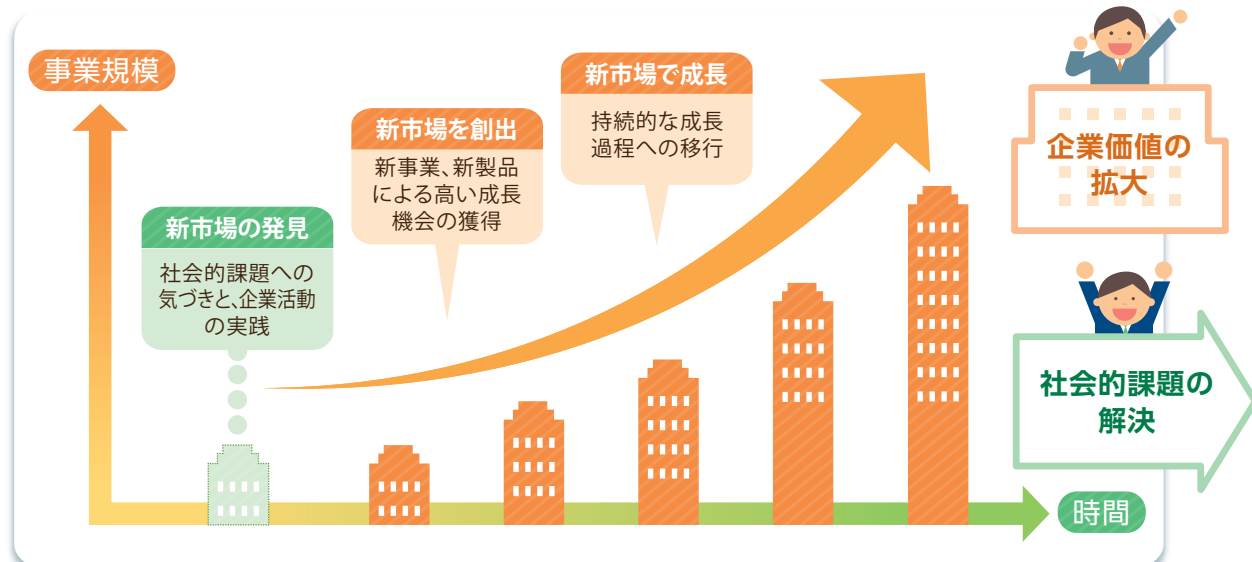 事業規模
新市場の発見
社会的課題への
気づきと、企業活動
の実践
新市場を創出
新事業、新製品
による高い成長
機会の獲得
新市場で成長
持続的な成長
過程への移行
企業価値の
拡大
社会的課題の
解決
時間